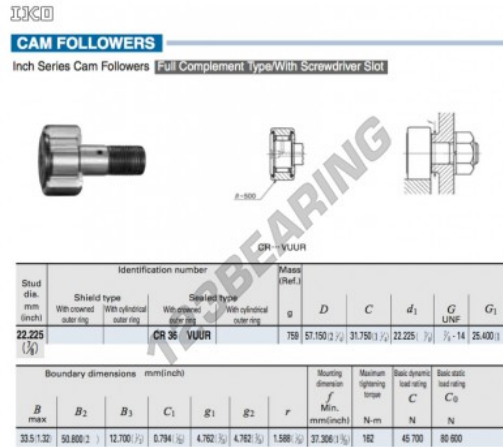 IKO
CAM FOLLOWERS
Inch Series Cam Followers Full Complement Type/With Screwdriver Slot
R=500
CR···VUUR
123BEARING
Stud dia. mm (inch)
Identification number
Mass (Ref.) g
Shield type
Sealed type
With crowned outer ring
With cylindrical outer ring
With crowned outer ring
With cylindrical outer ring
D C d1 G UNF G1
22.225 (7/8) CR 36 VUUR 759 57.150(2 1/4) 31.750(1 1/4) 22.225( 7/8) 7/8 - 14 25.400(1
Boundary dimensions mm(inch)
Mounting dimension f Min. mm(inch)
Maximum tightening torque N-m
Basic dynamic load rating C N
Basic static load rating C0 N
B max B2 B3 C1 g1 g2 r
33.5(1.32) 50.800(2 ) 12.700(1/2) 0.794(1/32) 4.762(3/16) 4.762(3/16) 1.588(1/16) 37.306(1 15/32) 162 45 700 80 600